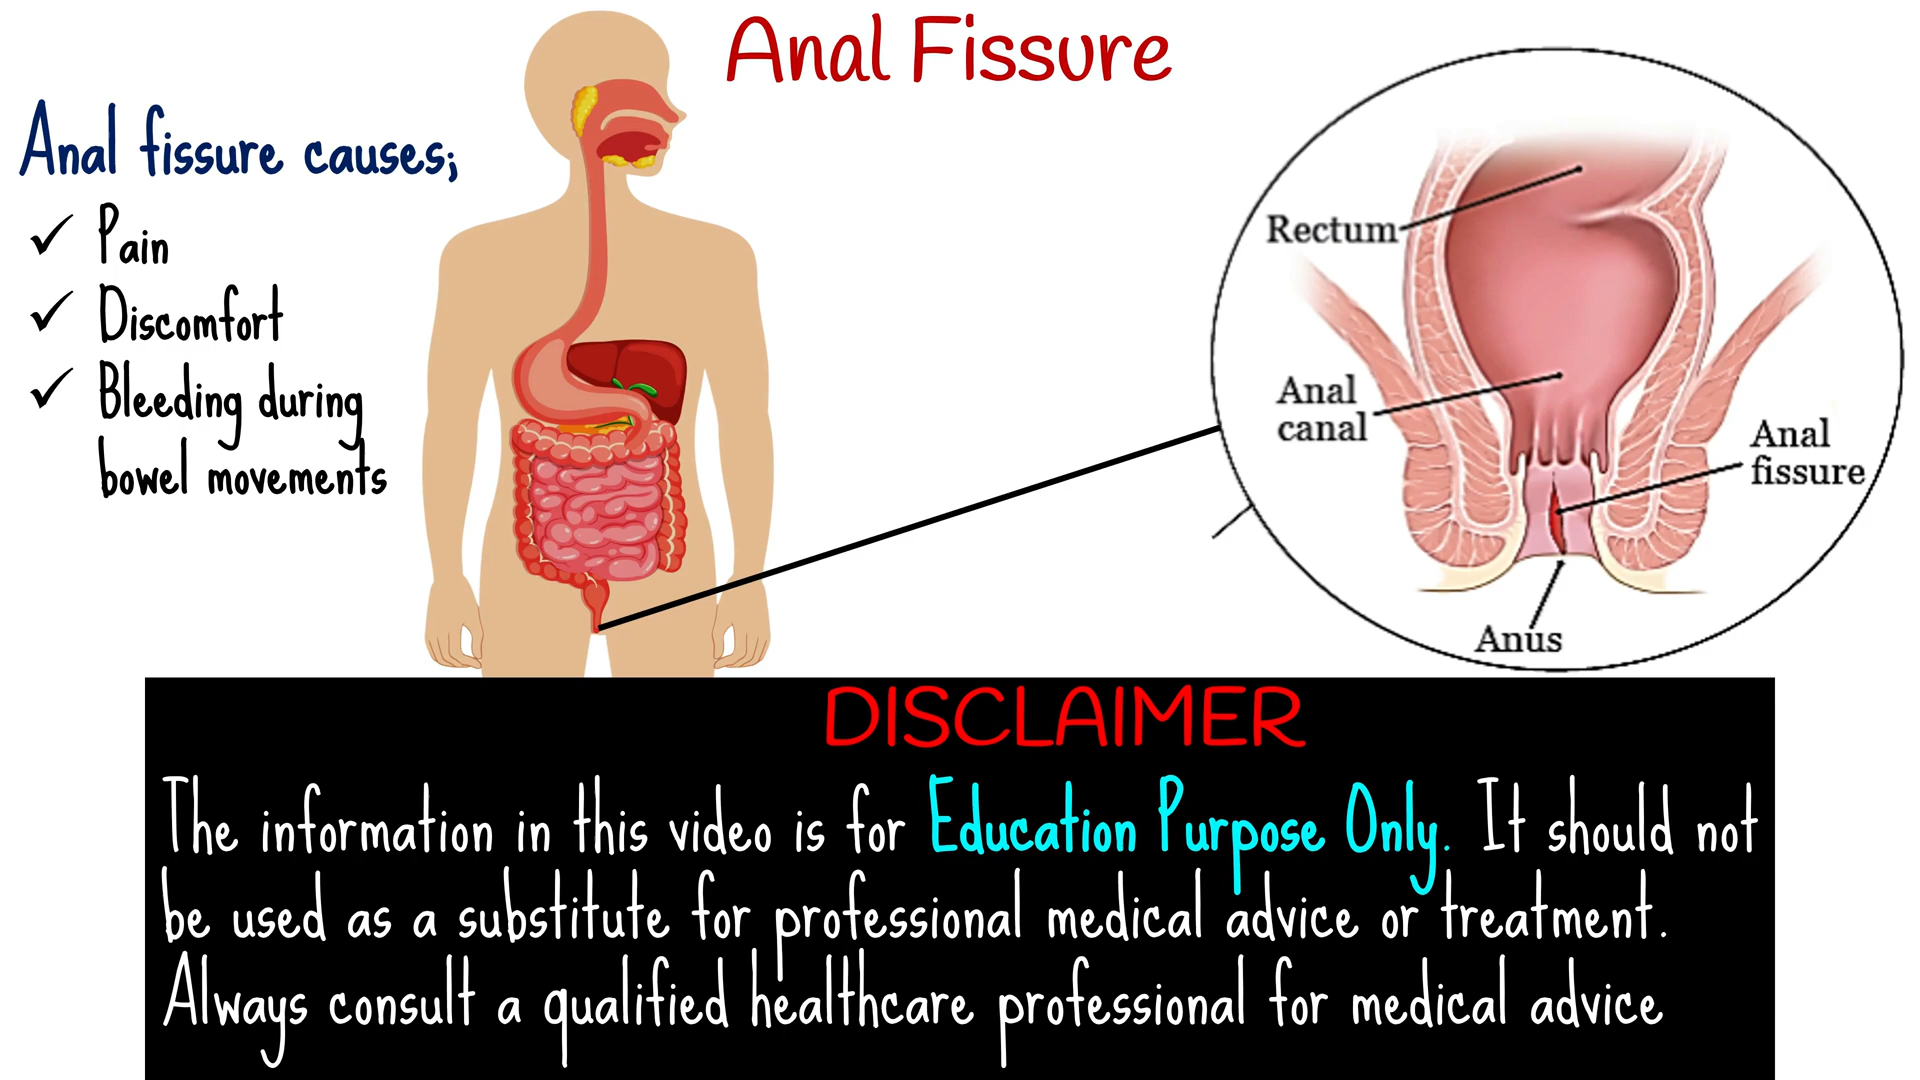 Anal Fissure
Anal fissure causes;
✓ Pain
✓ Discomfort
✓ Bleeding during
bowel movements
Rectum
Anal
canal
Anal
fissure
Anus
DISCLAIMER
The information in this video is for Education Purpose Only. It should not
be used as a substitute for professional medical advice or treatment.
Always consult a qualified healthcare professional for medical advice